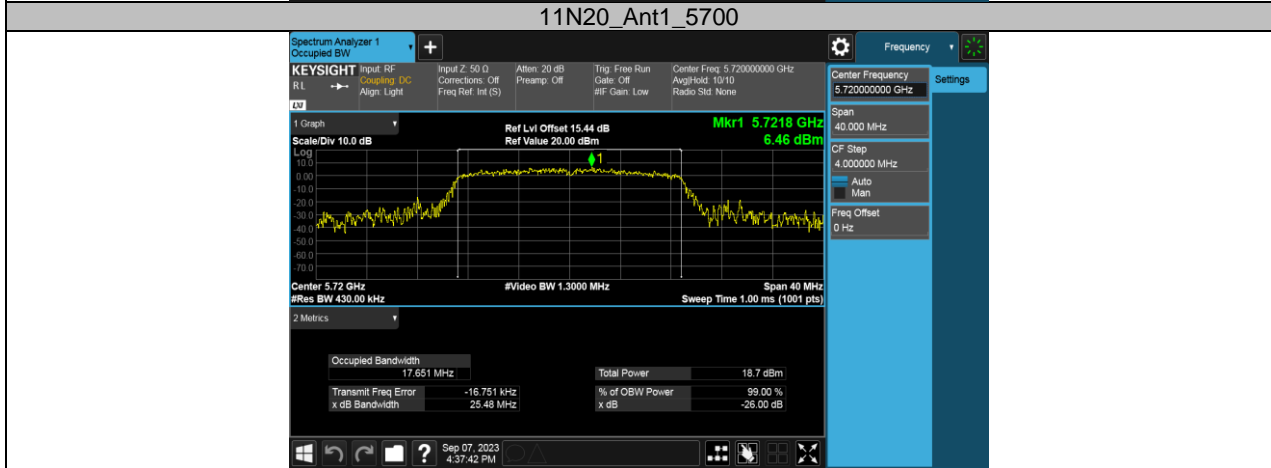 11N20_Ant1_5700
Spectrum Analyzer 1
Occupied BW
Frequency
KEYSIGHT
RL
LXI
Input: RF
Coupling: DC
Align: Light
Input Z: 50 Ω
Corrections: Off
Freq Ref: Int (S)
Atten: 20 dB
Preamp: Off
Trig: Free Run
Gate: Off
#IF Gain: Low
Center Freq: 5.720000000 GHz
Avg|Hold: 10/10
Radio Std: None
Center Frequency
5.720000000 GHz
Settings
Span
40.000 MHz
CF Step
4.000000 MHz
Auto
Man
Freq Offset
0 Hz
1 Graph
Scale/Div 10.0 dB
Ref Lvl Offset 15.44 dB
Ref Value 20.00 dBm
Mkr1 5.7218 GHz
6.46 dBm
Log
10.0
0.00
-10.0
-20.0
-30.0
-40.0
-50.0
-60.0
-70.0
1
Center 5.72 GHz
#Res BW 430.00 kHz
#Video BW 1.3000 MHz
Span 40 MHz
Sweep Time 1.00 ms (1001 pts)
2 Metrics
Occupied Bandwidth
17.651 MHz
Total Power 18.7 dBm
Transmit Freq Error -16.751 kHz
% of OBW Power 99.00 %
x dB Bandwidth 25.48 MHz
x dB -26.00 dB
?
Sep 07, 2023
4:37:42 PM